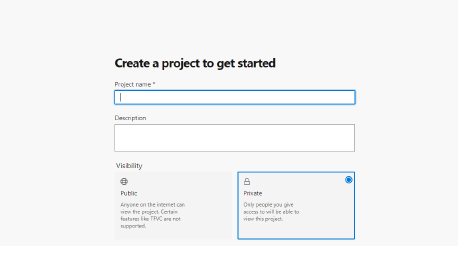 Create a project to get started
Project name *
Description
Visibility
Public
Anyone on the internet can
view the project. Certain
features like TFVC are not
supported.
Private
Only people you give
access to will be able to
view this project.